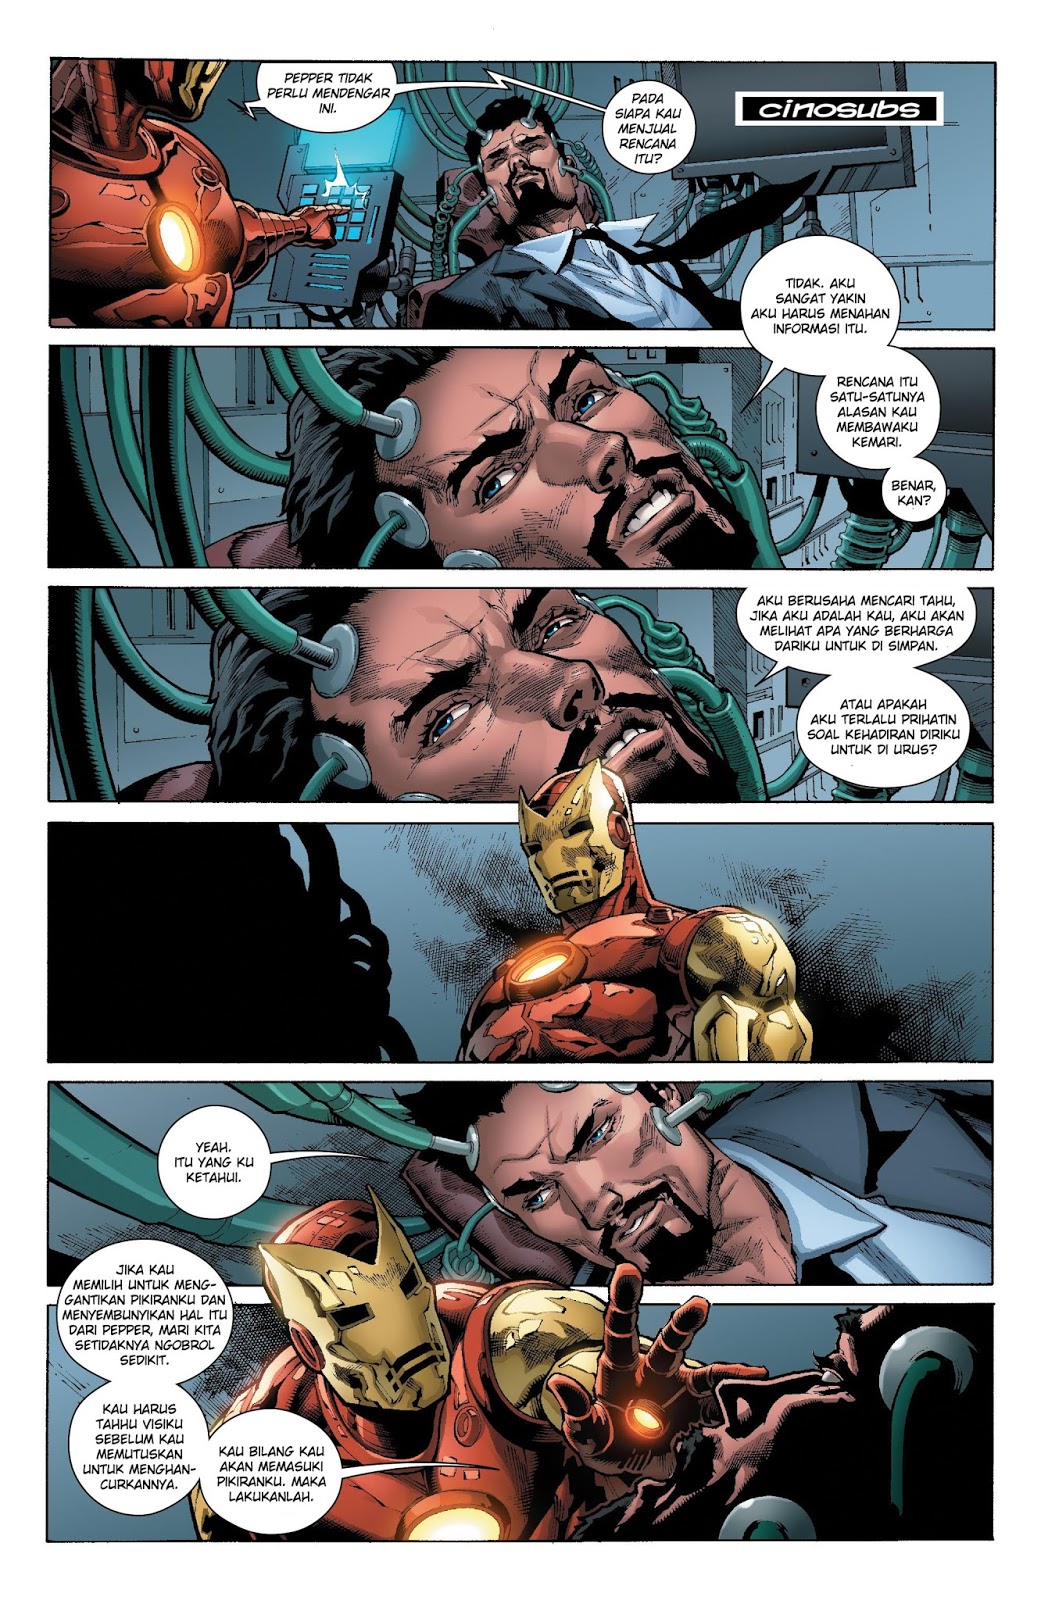 PEPPER TIDAK
PERLU MENDENGAR
INI.
PADA
SIAPA KAU
MENJUAL
RENCANA
ITU?
cinosubs
TIDAK. AKU
SANGAT YAKIN
AKU HARUS MENAHAN
INFORMASI ITU.
RENCANA ITU
SATU-SATUNYA
ALASAN KAU
MEMBAWAKU
KEMARI.
BENAR,
KAN?
AKU BERUSAHA MENCARI TAHU,
JIKA AKU ADALAH KAU, AKU AKAN
MELIHAT APA YANG BERHARGA
DARIKU UNTUK DI SIMPAN.
ATAU APAKAH
AKU TERLALU PRIHATIN
SOAL KEHADIRAN DIRIKU
UNTUK DI URUS?
YEAH.
ITU YANG KU
KETAHUI.
JIKA KAU
MEMILIH UNTUK MENG-
GANTIKAN PIKIRANKU DAN
MENYEMBUNYIKAN HAL ITU
DARI PEPPER, MARI KITA
SETIDAKNYA NGOBROL
SEDIKIT.
KAU HARUS
TAHHU VISIKU
SEBELUM KAU
MEMUTUSKAN
UNTUK MENGHAN-
CURKANNYA.
KAU BILANG KAU
AKAN MEMASUKI
PIKIRANKU. MAKA
LAKUKANLAH.